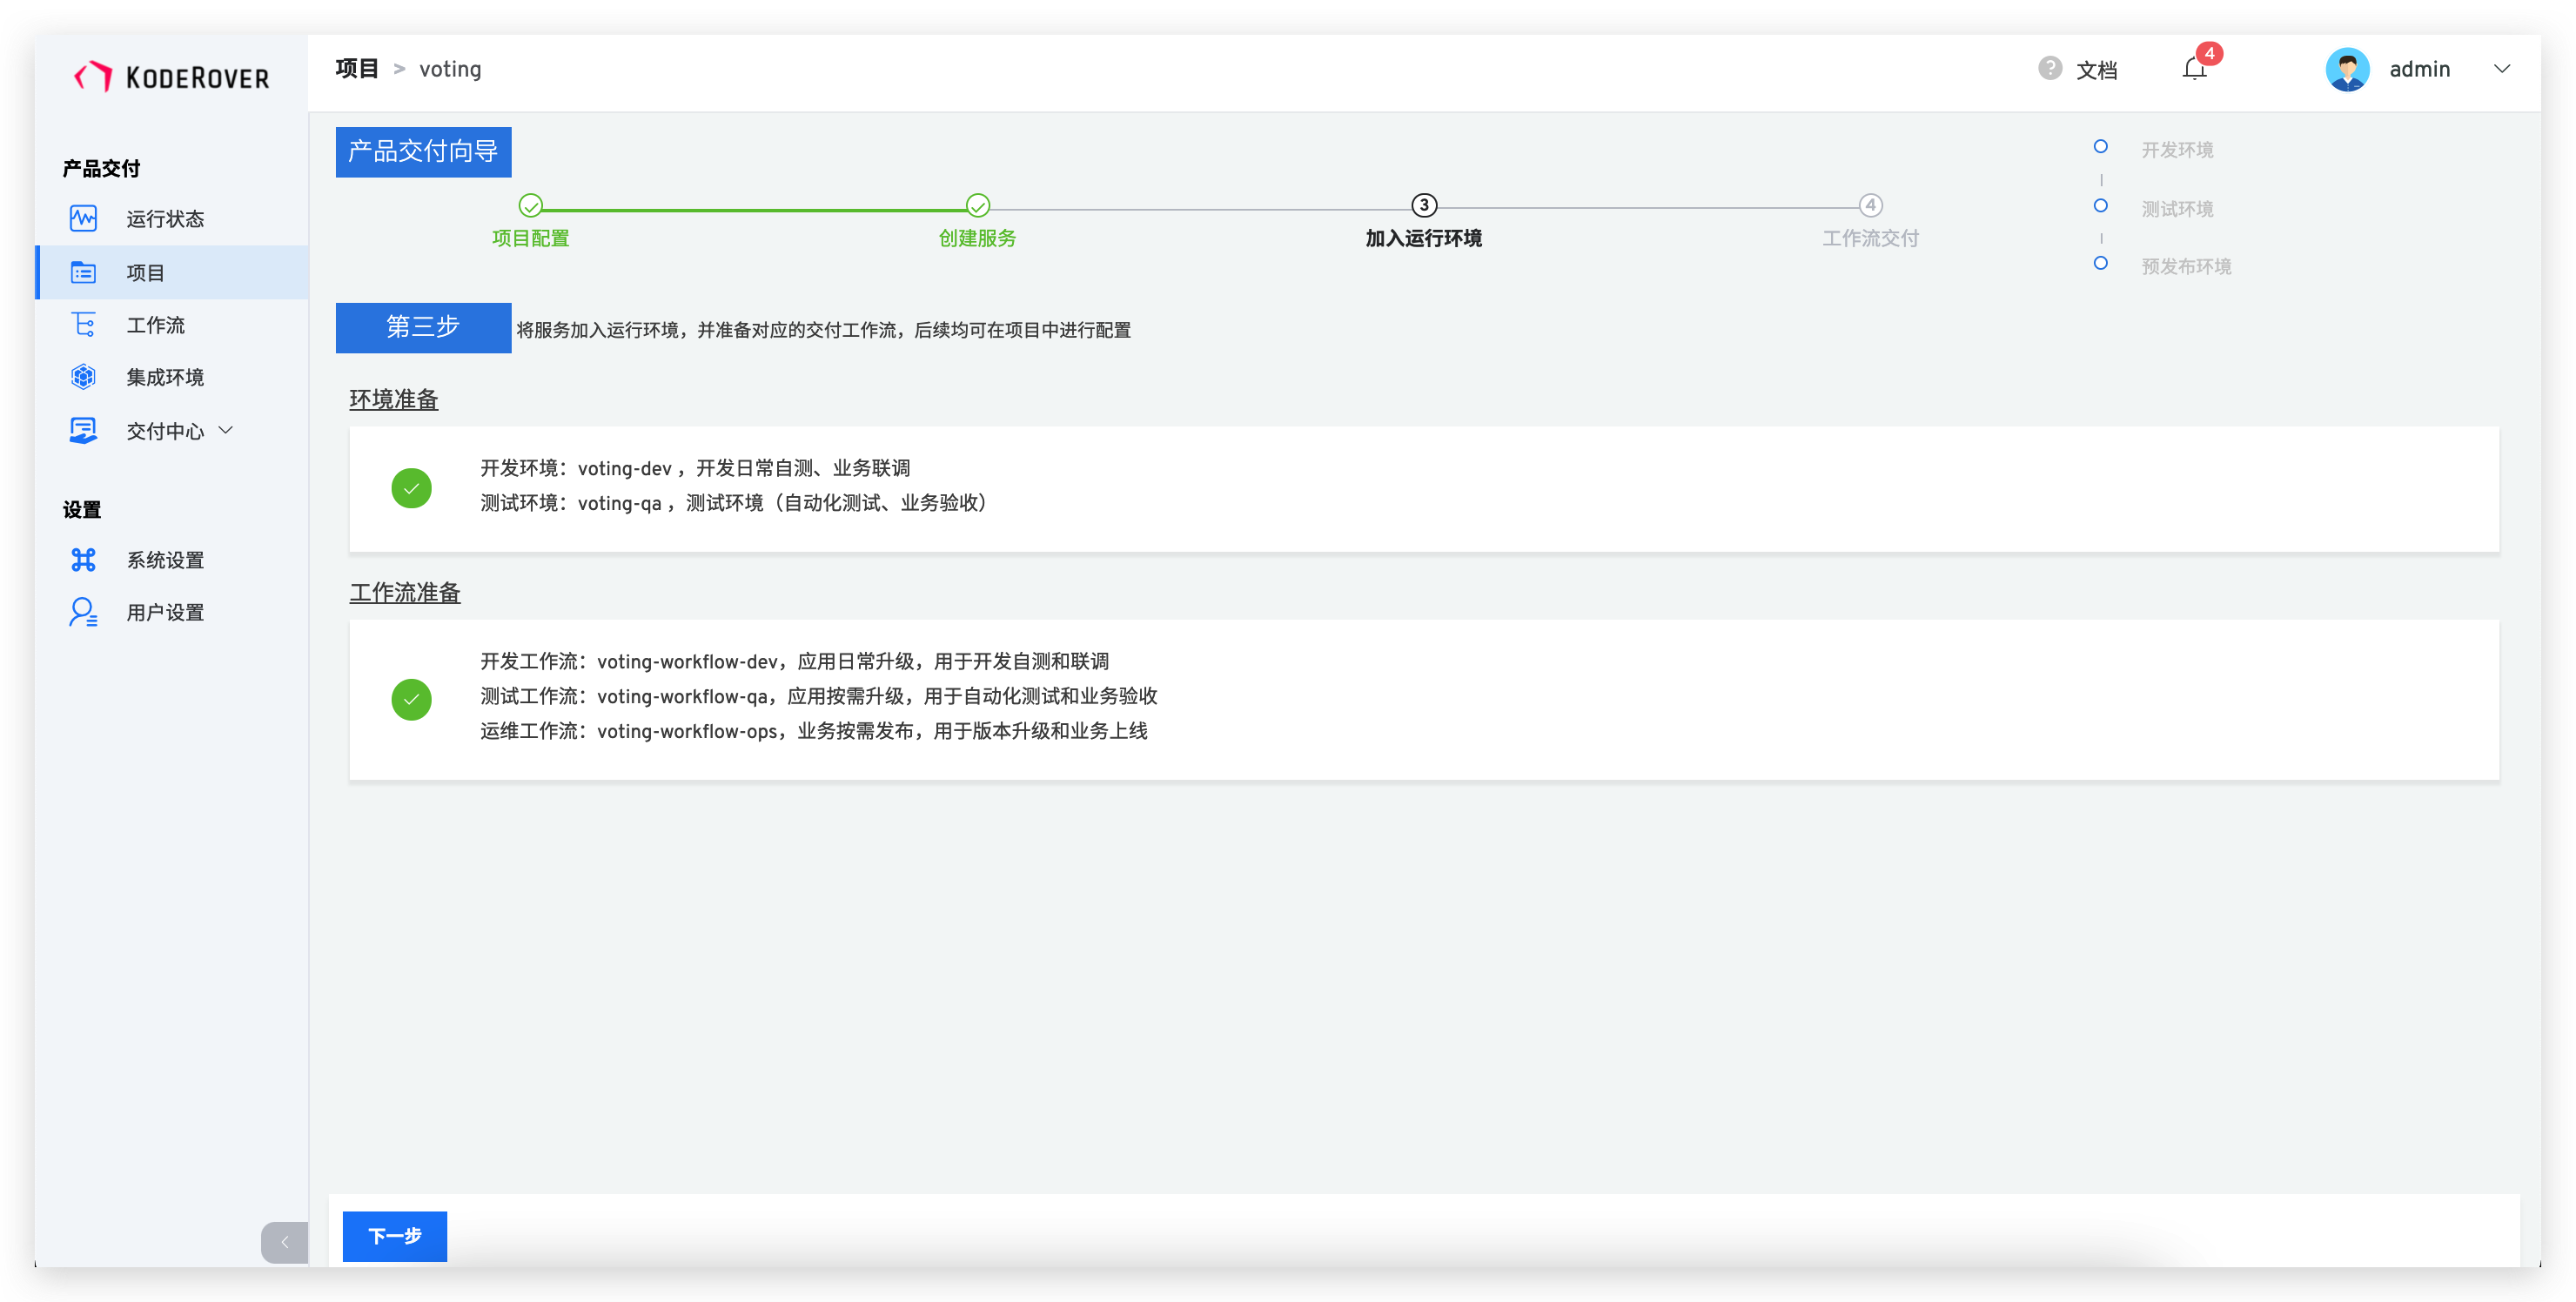 KODEROVER
项目 > voting
? 文档
4
admin
产品交付
运行状态
项目
工作流
集成环境
交付中心
设置
系统设置
用户设置
产品交付向导
项目配置
创建服务
3
加入运行环境
4
工作流交付
开发环境
测试环境
预发布环境
第三步 将服务加入运行环境，并准备对应的交付工作流，后续均可在项目中进行配置
环境准备
开发环境：voting-dev ，开发日常自测、业务联调
测试环境：voting-qa ，测试环境（自动化测试、业务验收）
工作流准备
开发工作流：voting-workflow-dev，应用日常升级，用于开发自测和联调
测试工作流：voting-workflow-qa，应用按需升级，用于自动化测试和业务验收
运维工作流：voting-workflow-ops，业务按需发布，用于版本升级和业务上线
下一步